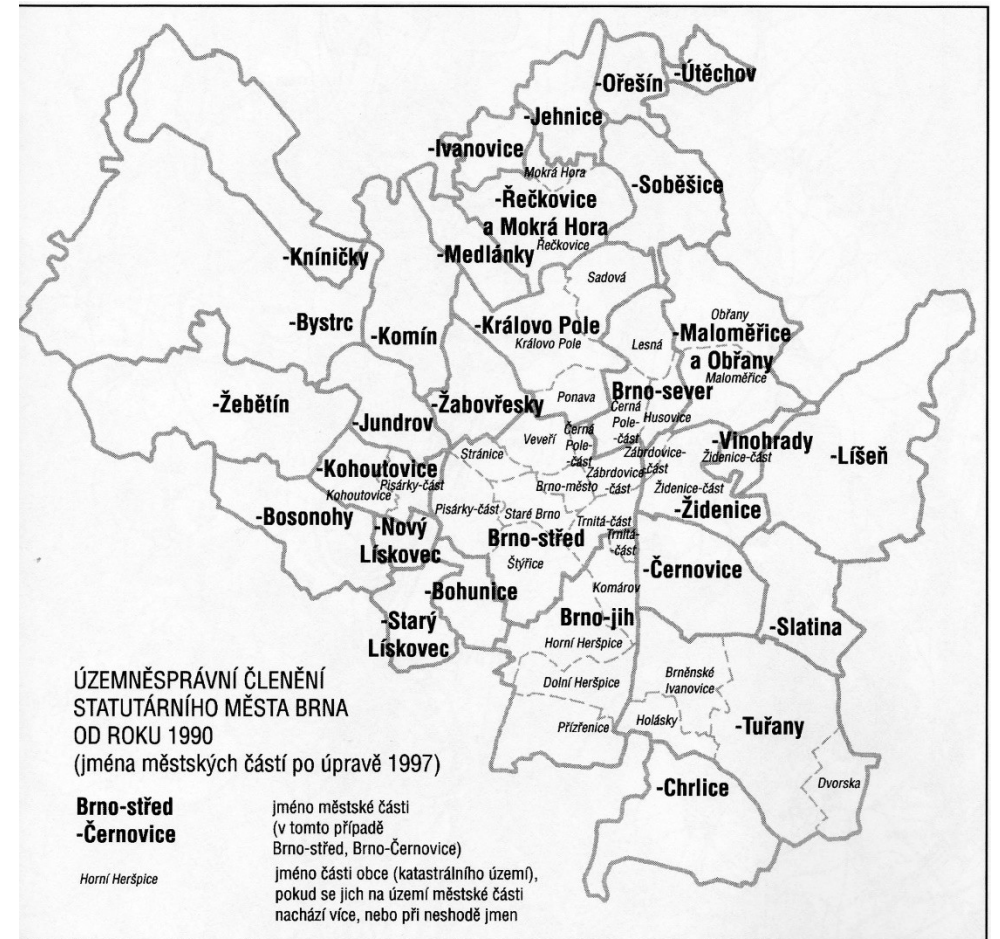 -Ořešín
-Útěchov
-Jehnice
-Ivanovice
Mokrá Hora
-Soběšice
-Řečkovice
a Mokrá Hora
Řečkovice
-Kníničky
-Medlánky
Sadová
-Bystrc
-Komín
-Královo Pole
Královo Pole
Obřany
-Maloměřice
a Obřany
Maloměřice
Lesná
-Žebětín
-Jundrov
-Žabovřesky
Ponava
Brno-sever
Černá
Pole-
-část
Husovice
Veveří
Černá
Pole-
-část
Stránice
Zábrdovice-
-část
Zábrdovice-
-část
-Vinohrady
Židenice-část
-Líšeň
-Kohoutovice
Pisárky-část
Kohoutovice
Pisárky-část
Brno-město
Staré Brno
Židenice-část
-Židenice
-Bosonohy
-Nový
Lískovec
Trnitá-část
Trnitá-
-část
Brno-střed
Štýřice
-Černovice
-Bohunice
Komárov
-Starý
Lískovec
Brno-jih
Horní Heršpice
-Slatina
Dolní Heršpice
Brněnské
Ivanovice
Přízřenice
Holásky
-Tuřany
Dvorska
-Chrlice
ÚZEMNĚSPRÁVNÍ ČLENĚNÍ
STATUTÁRNÍHO MĚSTA BRNA
OD ROKU 1990
(jména městských částí po úpravě 1997)
Brno-střed
-Černovice
jméno městské části
(v tomto případě
Brno-střed, Brno-Černovice)
Horní Heršpice
jméno části obce (katastrálního území),
pokud se jich na území městské části
nachází více, nebo při neshodě jmen